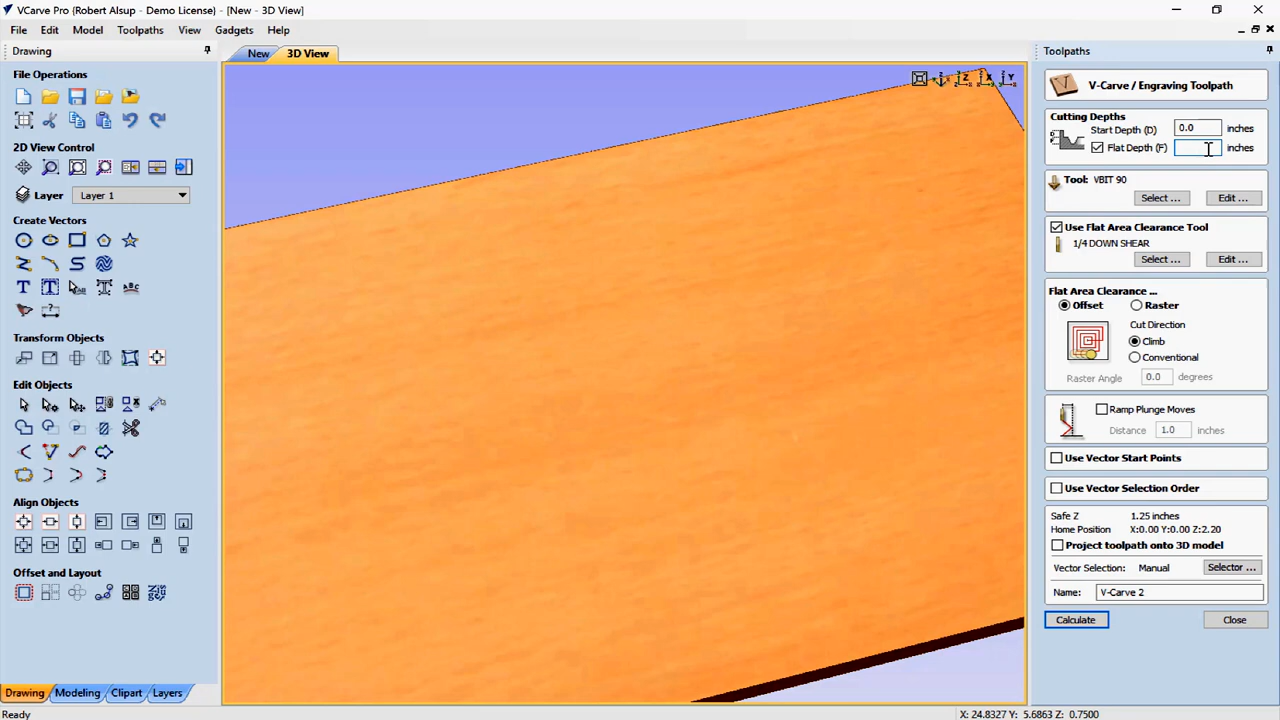 VCarve Pro {Robert Alsup - Demo License} - [New - 3D View]
File Edit Model Toolpaths View Gadgets Help
Drawing
File Operations
2D View Control
Layer Layer 1
Create Vectors
Transform Objects
Edit Objects
Align Objects
Offset and Layout
Drawing Modeling Clipart Layers
Ready
New 3D View
Z X Y
Toolpaths
V-Carve / Engraving Toolpath
Cutting Depths
Start Depth (D) 0.0 inches
Flat Depth (F) inches
Tool: VBIT 90
Select ... Edit ...
Use Flat Area Clearance Tool
1/4 DOWN SHEAR
Select ... Edit ...
Flat Area Clearance ...
Offset Raster
Cut Direction
Climb
Conventional
Raster Angle 0.0 degrees
Ramp Plunge Moves
Distance 1.0 inches
Use Vector Start Points
Use Vector Selection Order
Safe Z 1.25 inches
Home Position X:0.00 Y:0.00 Z:2.20
Project toolpath onto 3D model
Vector Selection: Manual Selector ...
Name: V-Carve 2
Calculate Close
X: 24.8327 Y: 5.6863 Z: 0.7500